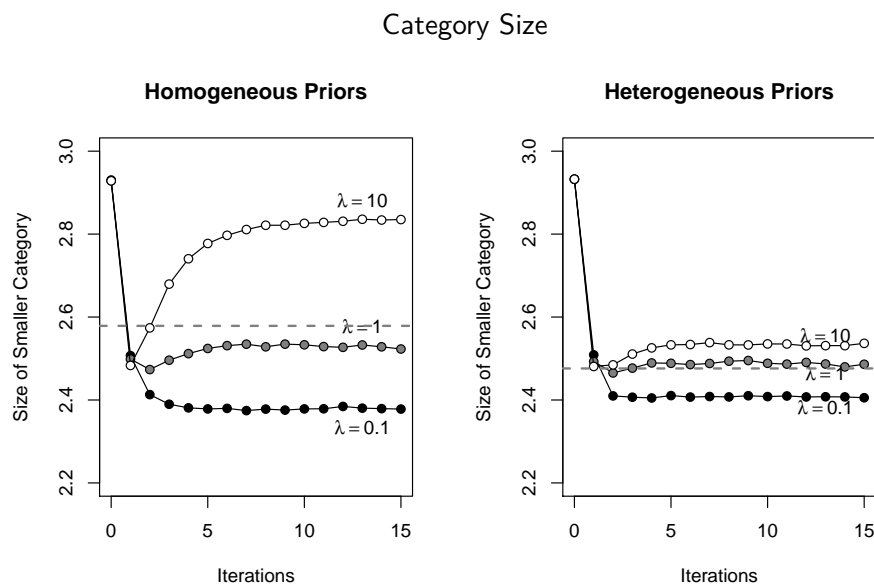 Category Size
Homogeneous Priors
Size of Smaller Category
3.0
2.8
2.6
2.4
2.2
λ = 10
λ = 1
λ = 0.1
0
5
10
15
Iterations
Heterogeneous Priors
Size of Smaller Category
3.0
2.8
2.6
2.4
2.2
λ = 10
λ = 1
λ = 0.1
0
5
10
15
Iterations